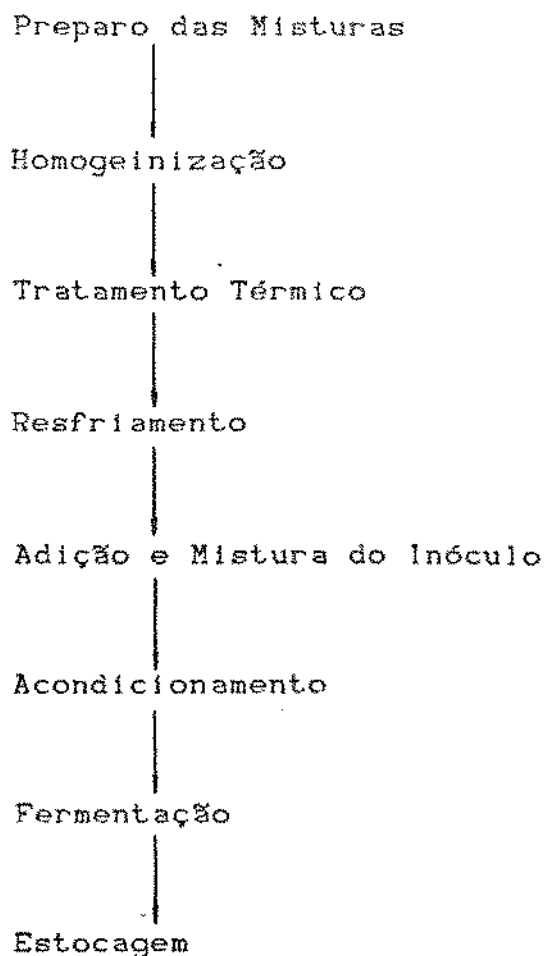 Preparo das Misturas
Homogeinização
Tratamento Térmico
Resfriamento
Adição e Mistura do Inóculo
Acondicionamento
Fermentação
Estocagem